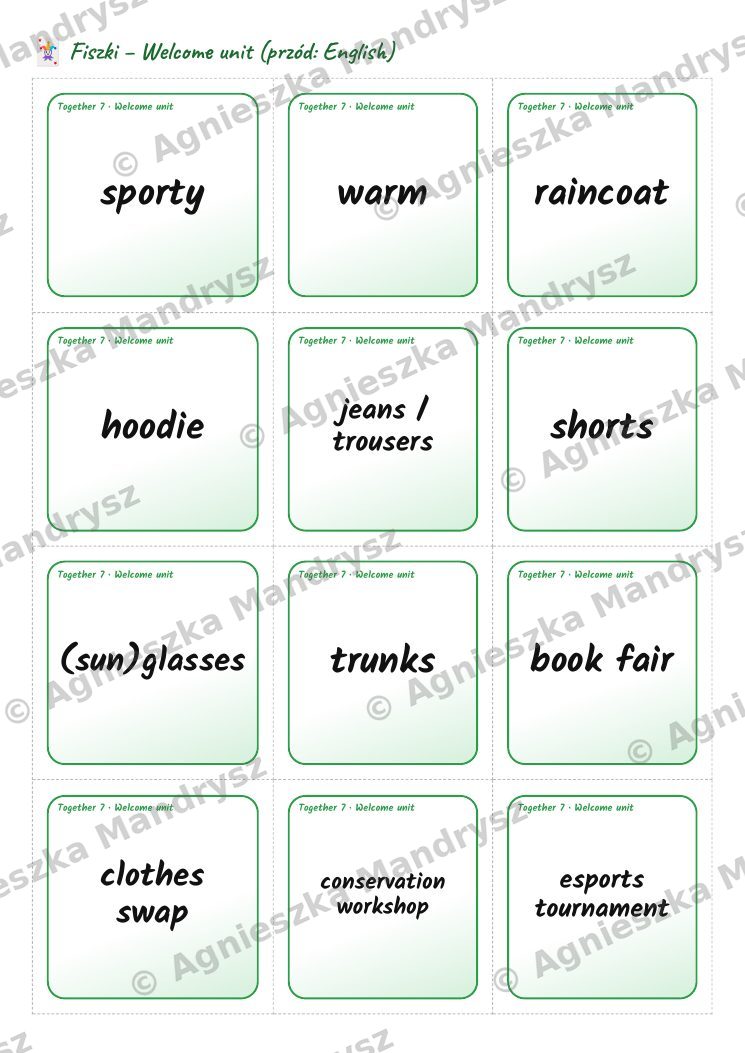 Fiszki – Welcome unit (przód: English)
Together 7 · Welcome unit
sporty
Together 7 · Welcome unit
warm
Together 7 · Welcome unit
raincoat
Together 7 · Welcome unit
hoodie
Together 7 · Welcome unit
jeans /
trousers
Together 7 · Welcome unit
shorts
Together 7 · Welcome unit
(sun)glasses
Together 7 · Welcome unit
trunks
Together 7 · Welcome unit
book fair
Together 7 · Welcome unit
clothes
swap
Together 7 · Welcome unit
conservation
workshop
Together 7 · Welcome unit
esports
tournament
© Agnieszka Mandrysz